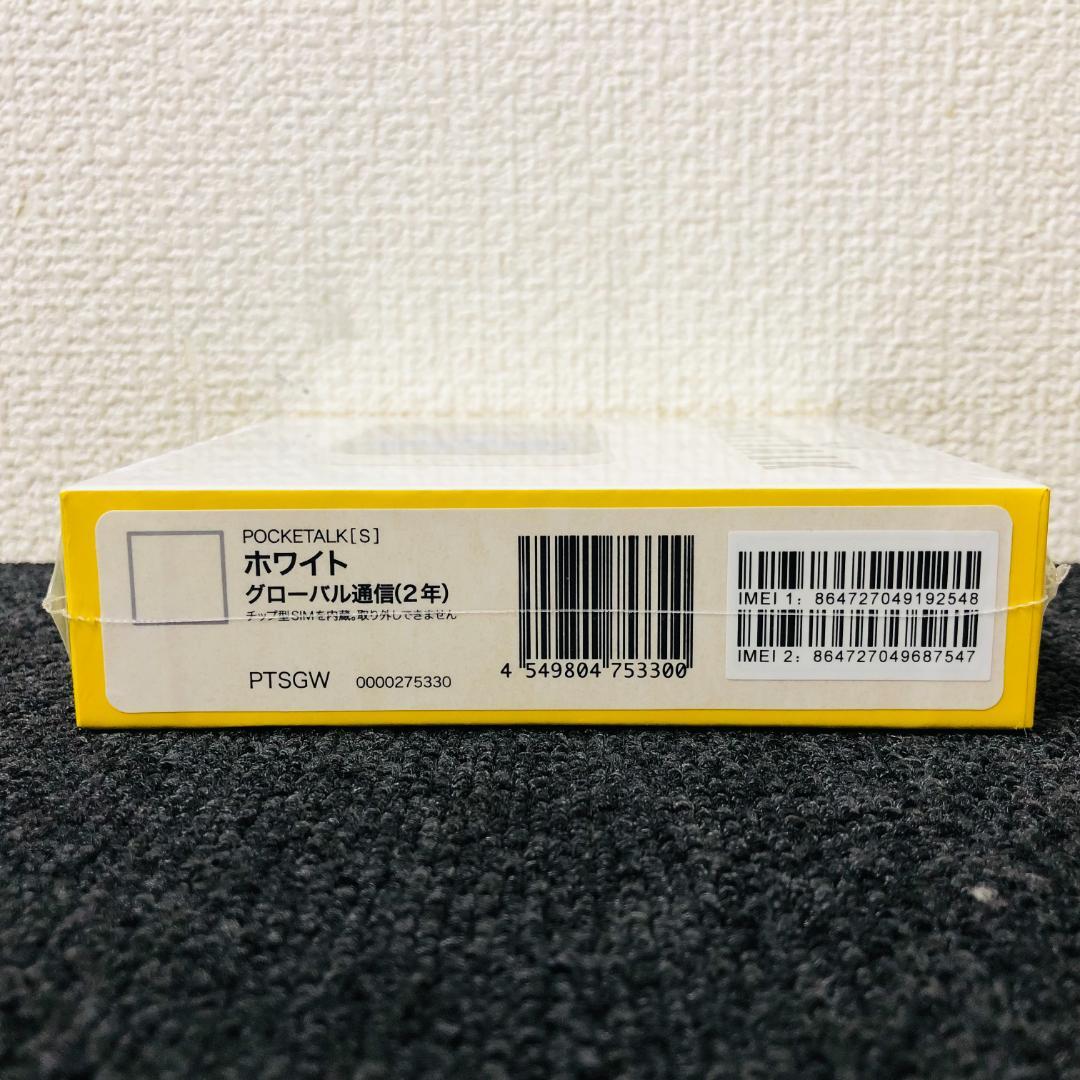 POCKETALK[S]
ホワイト
グローバル通信(2年)
チップ型SIMを内蔵。取り外しできません
PTSGW 0000275330
4 549804 753300
IMEI 1: 864727049192548
IMEI 2: 864727049687547